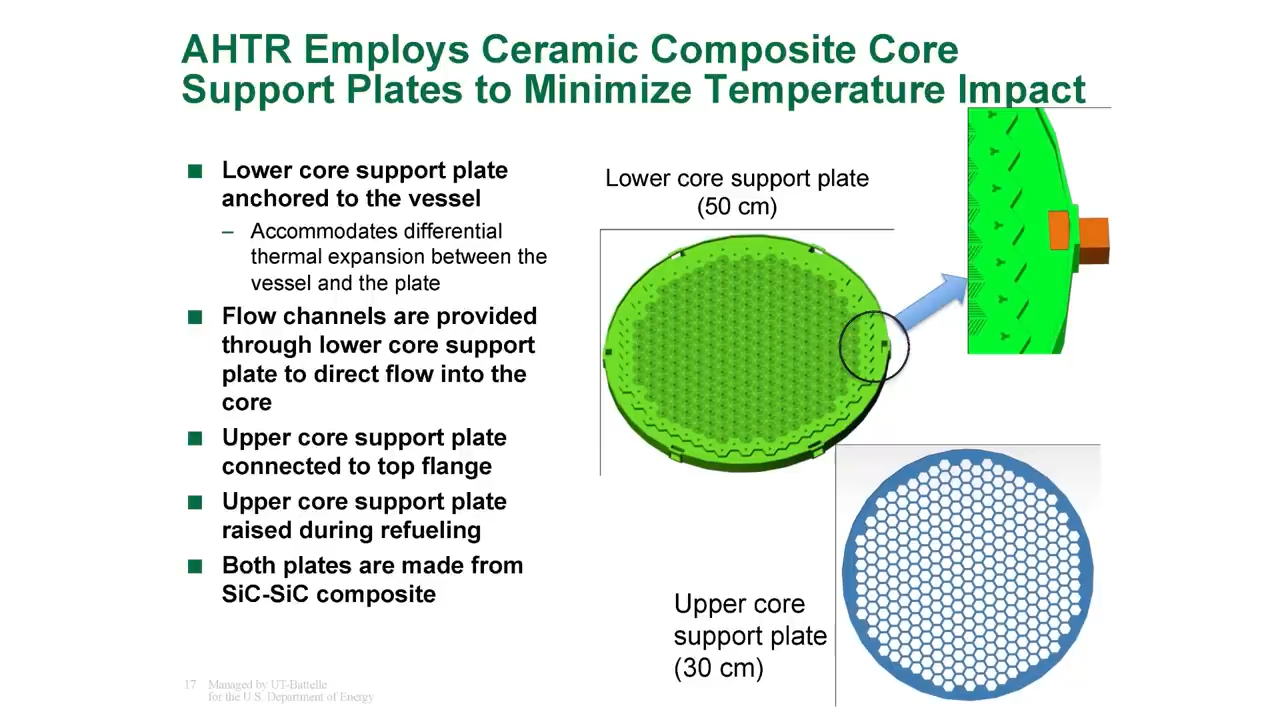 AHTR Employs Ceramic Composite Core
Support Plates to Minimize Temperature Impact
■ Lower core support plate
anchored to the vessel
– Accommodates differential
thermal expansion between the
vessel and the plate
■ Flow channels are provided
through lower core support
plate to direct flow into the
core
■ Upper core support plate
connected to top flange
■ Upper core support plate
raised during refueling
■ Both plates are made from
SiC-SiC composite
Lower core support plate
(50 cm)
Upper core
support plate
(30 cm)
17 Managed by UT-Battelle
for the U.S. Department of Energy